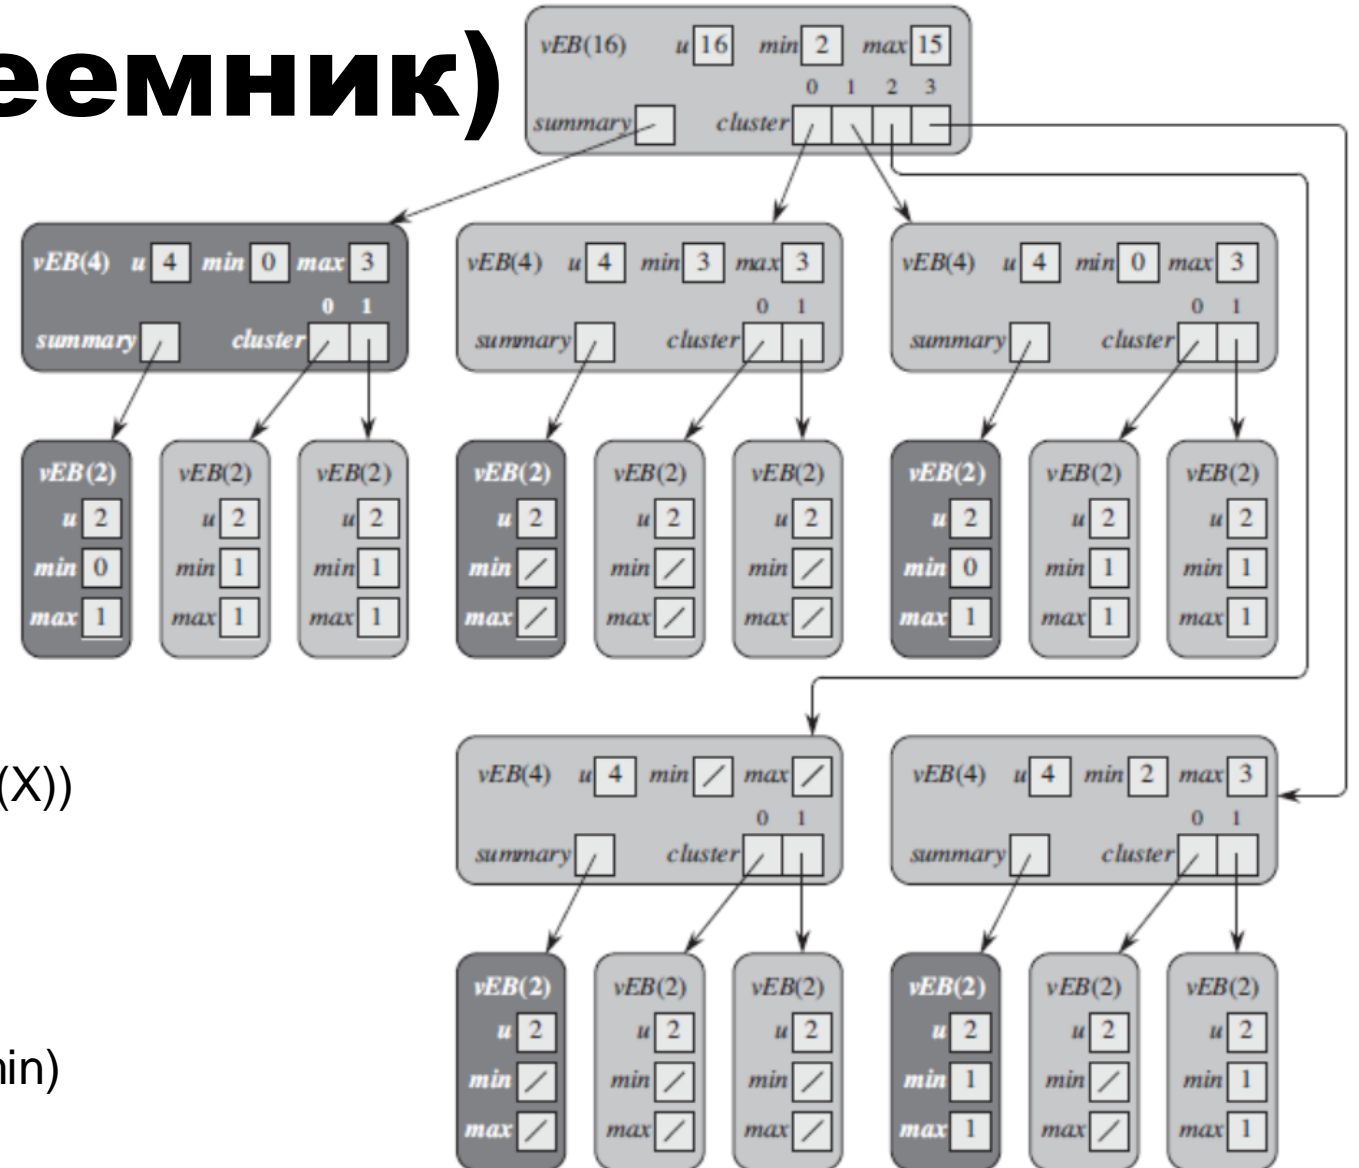 еемник)
vEB(16) u 16 min 2 max 15
0 1 2 3
summary cluster
vEB(4) u 4 min 0 max 3
0 1
summary cluster
vEB(4) u 4 min 3 max 3
0 1
summary cluster
vEB(4) u 4 min 0 max 3
0 1
summary cluster
vEB(2)
u 2
min 0
max 1
vEB(2)
u 2
min 1
max 1
vEB(2)
u 2
min 1
max 1
vEB(2)
u 2
min /
max /
vEB(2)
u 2
min /
max /
vEB(2)
u 2
min /
max /
vEB(2)
u 2
min 0
max 1
vEB(2)
u 2
min 1
max 1
vEB(2)
u 2
min 1
max 1
(X))
vEB(4) u 4 min / max /
0 1
summary cluster
vEB(4) u 4 min 2 max 3
0 1
summary cluster
vEB(2)
u 2
min /
max /
vEB(2)
u 2
min /
max /
vEB(2)
u 2
min /
max /
vEB(2)
u 2
min 1
max 1
vEB(2)
u 2
min /
max /
vEB(2)
u 2
min 1
max 1
in)